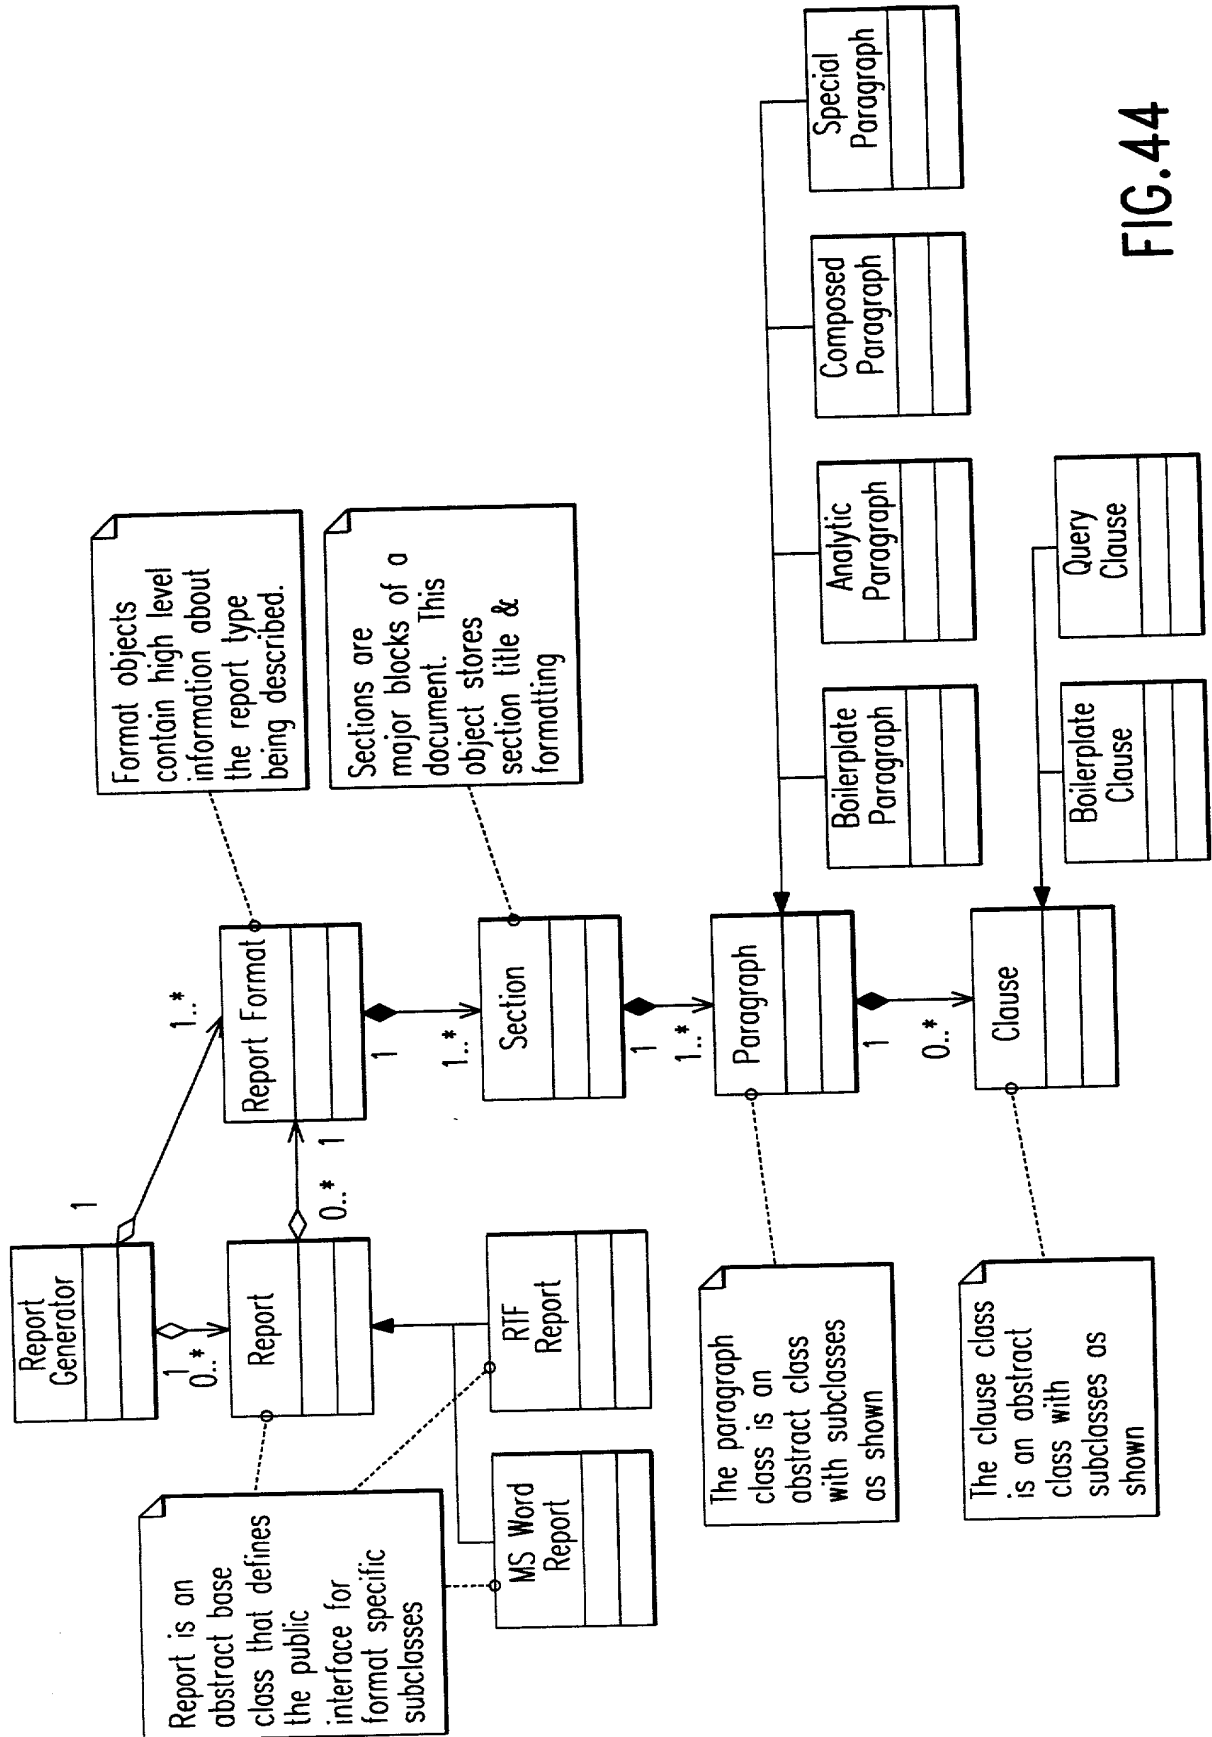 Report
Generator
1
1
0..*
1..*
Report
0..*
1
Report Format
Format objects
contain high level
information about
the report type
being described.
Report is an
abstract base
class that defines
the public
interface for
format specific
subclasses
MS Word
Report
RTF
Report
1
1..*
Section
Sections are
major blocks of a
document. This
object stores
section title &
formatting
1
1..*
Paragraph
The paragraph
class is an
abstract class
with subclasses
as shown
Boilerplate
Paragraph
Analytic
Paragraph
Composed
Paragraph
Special
Paragraph
1
0..*
Clause
The clause class
is an abstract
class with
subclasses as
shown
Boilerplate
Clause
Query
Clause
FIG.44